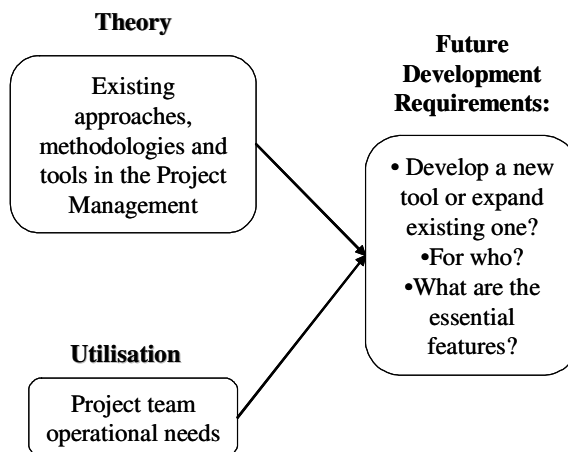 Theory
Existing
approaches,
methodologies and
tools in the Project
Management
Utilisation
Project team
operational needs
Future
Development
Requirements:
• Develop a new
tool or expand
existing one?
•For who?
•What are the
essential
features?